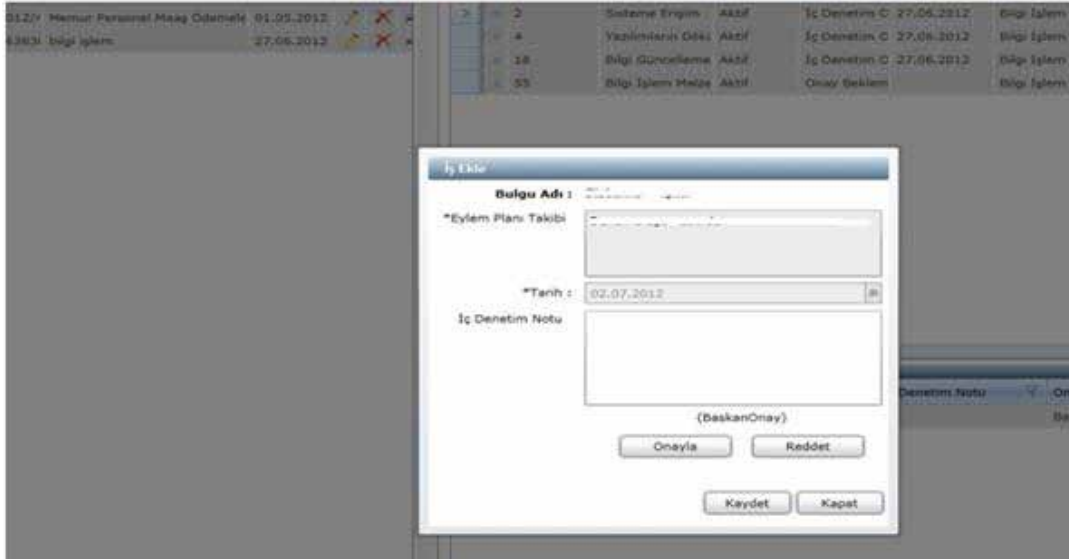 012/ Memur Personel Maaş Ödemele 01.05.2012
bilgi işlem 27.06.2012
2 Sisteme Erişim Aktif İç Denetim O 27.06.2012 Bilgi İşlem
4 Yazılımların Aktif İç Denetim O 27.06.2012 Bilgi İşlem
18 Bilgi Güncelleme Aktif İç Denetim O 27.06.2012 Bilgi İşlem
55 Bilgi İşlem Malze Aktif Onay Beklem Bilgi İşlem
İş Ekle
Bulgu Adı :
*Eylem Planı Takibi
*Tarih : 02.07.2012
İç Denetim Notu
Denetim Notu
(BaskanOnay)
Onayla Reddet
Kaydet Kapat